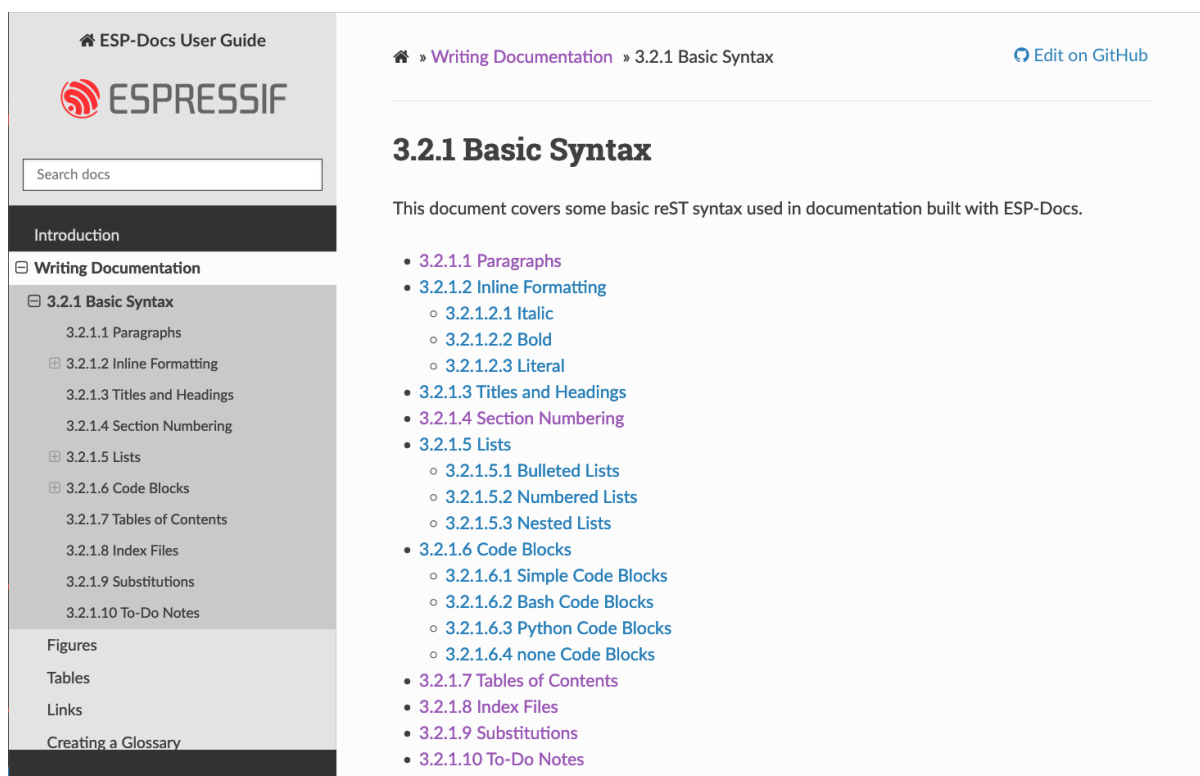 ESP-Docs User Guide
ESPRESSIF
Search docs
Introduction
Writing Documentation
3.2.1 Basic Syntax
3.2.1.1 Paragraphs
3.2.1.2 Inline Formatting
3.2.1.3 Titles and Headings
3.2.1.4 Section Numbering
3.2.1.5 Lists
3.2.1.6 Code Blocks
3.2.1.7 Tables of Contents
3.2.1.8 Index Files
3.2.1.9 Substitutions
3.2.1.10 To-Do Notes
Figures
Tables
Links
Creating a Glossary
» Writing Documentation » 3.2.1 Basic Syntax
Edit on GitHub
3.2.1 Basic Syntax
This document covers some basic reST syntax used in documentation built with ESP-Docs.
• 3.2.1.1 Paragraphs
• 3.2.1.2 Inline Formatting
◦ 3.2.1.2.1 Italic
◦ 3.2.1.2.2 Bold
◦ 3.2.1.2.3 Literal
• 3.2.1.3 Titles and Headings
• 3.2.1.4 Section Numbering
• 3.2.1.5 Lists
◦ 3.2.1.5.1 Bulleted Lists
◦ 3.2.1.5.2 Numbered Lists
◦ 3.2.1.5.3 Nested Lists
• 3.2.1.6 Code Blocks
◦ 3.2.1.6.1 Simple Code Blocks
◦ 3.2.1.6.2 Bash Code Blocks
◦ 3.2.1.6.3 Python Code Blocks
◦ 3.2.1.6.4 none Code Blocks
• 3.2.1.7 Tables of Contents
• 3.2.1.8 Index Files
• 3.2.1.9 Substitutions
• 3.2.1.10 To-Do Notes